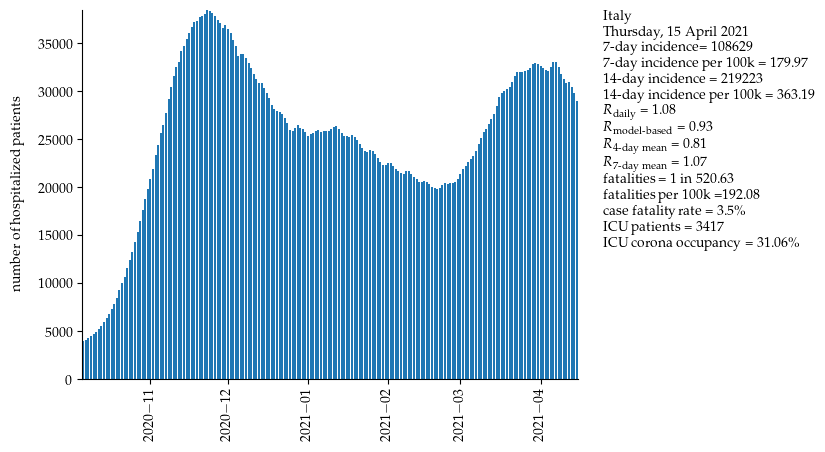 number of hospitalized patients
35000
30000
25000
20000
15000
10000
5000
0
2020−11
2020−12
2021−01
2021−02
2021−03
2021−04
Italy
Thursday, 15 April 2021
7-day incidence= 108629
7-day incidence per 100k = 179.97
14-day incidence = 219223
14-day incidence per 100k = 363.19
R daily = 1.08
R model-based = 0.93
R 4-day mean = 0.81
R 7-day mean = 1.07
fatalities = 1 in 520.63
fatalities per 100k =192.08
case fatality rate = 3.5%
ICU patients = 3417
ICU corona occupancy = 31.06%